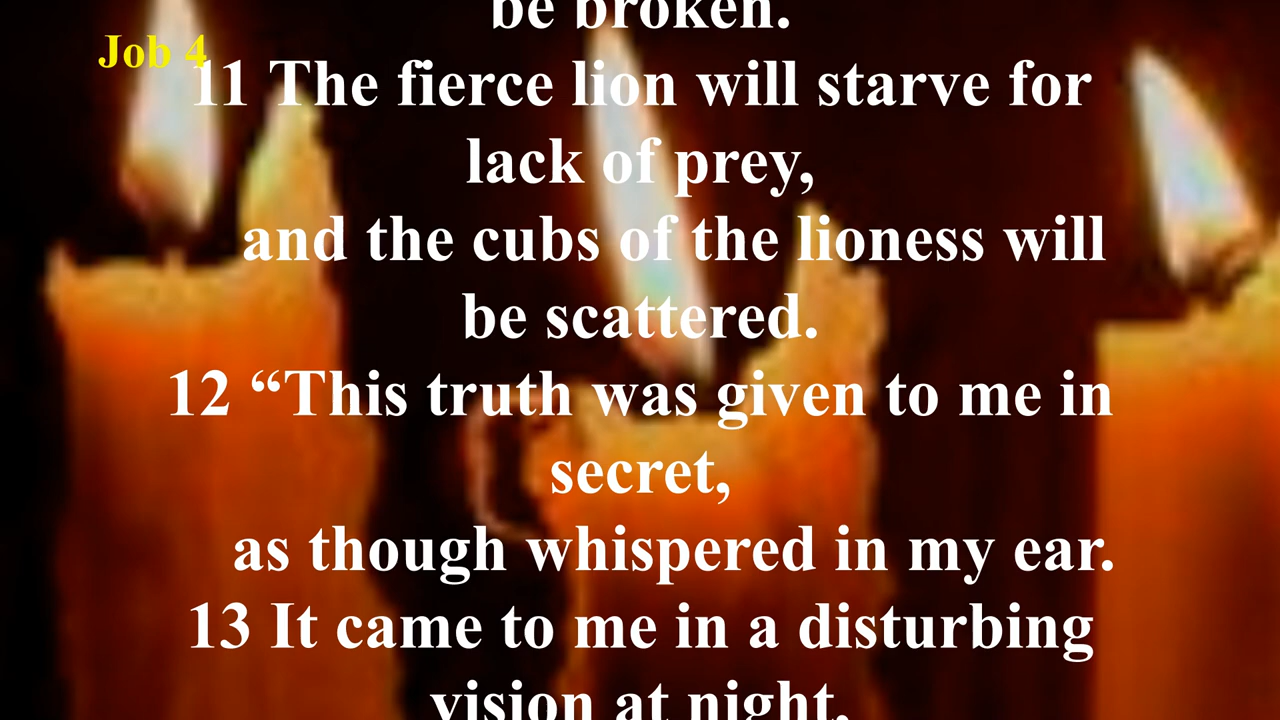 be broken.
Job 4
11 The fierce lion will starve for
lack of prey,
and the cubs of the lioness will
be scattered.
12 “This truth was given to me in
secret,
as though whispered in my ear.
13 It came to me in a disturbing
vision at night,